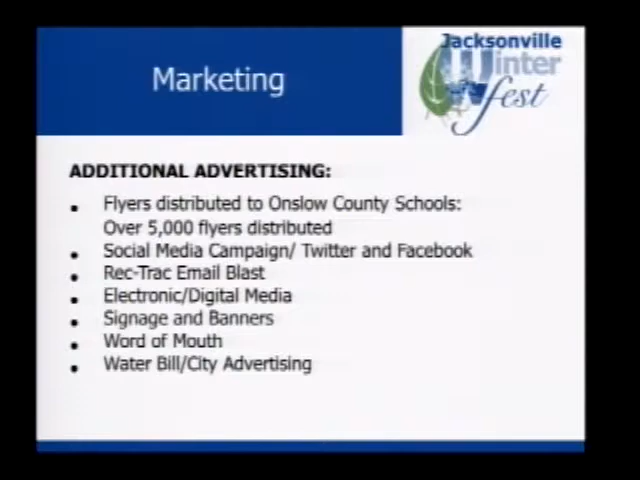 Marketing
Jacksonville
Winter
fest
ADDITIONAL ADVERTISING:
• Flyers distributed to Onslow County Schools:
Over 5,000 flyers distributed
• Social Media Campaign/ Twitter and Facebook
• Rec-Trac Email Blast
• Electronic/Digital Media
• Signage and Banners
• Word of Mouth
• Water Bill/City Advertising